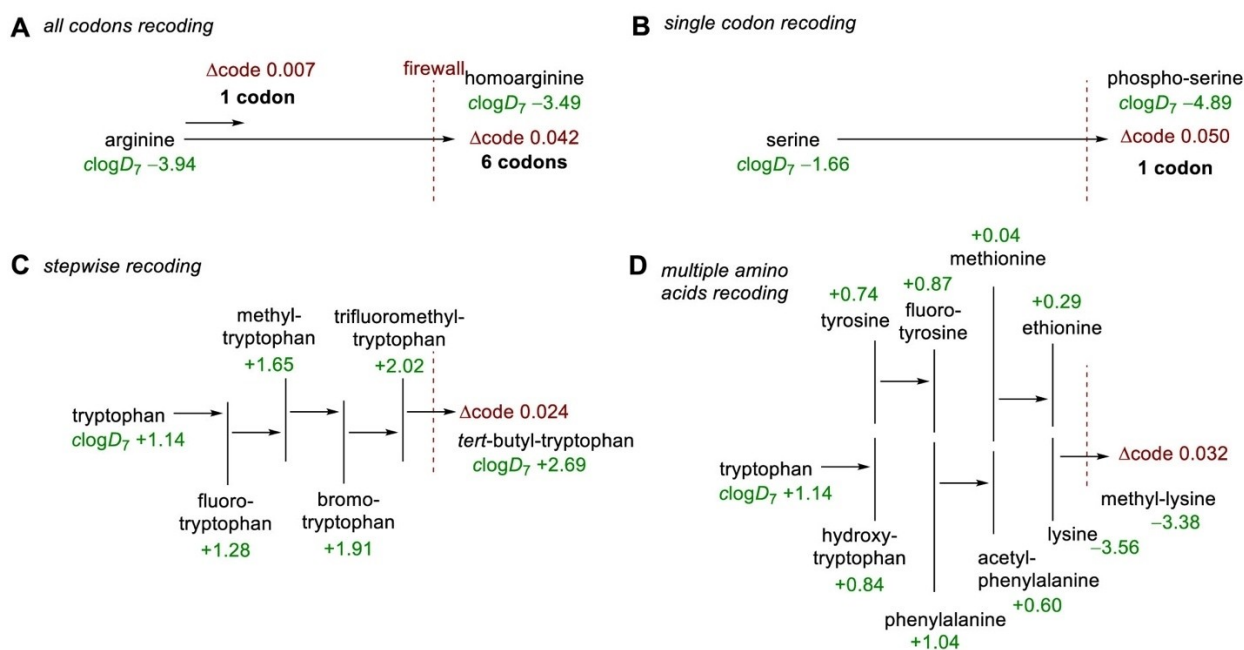 A all codons recoding
Δcode 0.007
1 codon
firewall
homoarginine
clogD₇ −3.49
arginine
clogD₇ −3.94
Δcode 0.042
6 codons
B single codon recoding
phospho-serine
clogD₇ −4.89
serine
clogD₇ −1.66
Δcode 0.050
1 codon
C stepwise recoding
methyl-
tryptophan
+1.65
trifluoromethyl-
tryptophan
+2.02
tryptophan
clogD₇ +1.14
Δcode 0.024
tert-butyl-tryptophan
clogD₇ +2.69
fluoro-
tryptophan
+1.28
bromo-
tryptophan
+1.91
D multiple amino
acids recoding
+0.74
tyrosine
+0.87
fluoro-
tyrosine
+0.04
methionine
+0.29
ethionine
tryptophan
clogD₇ +1.14
Δcode 0.032
methyl-lysine
−3.38
hydroxy-
tryptophan
+0.84
phenylalanine
+1.04
acetyl-
phenylalanine
+0.60
lysine
−3.56